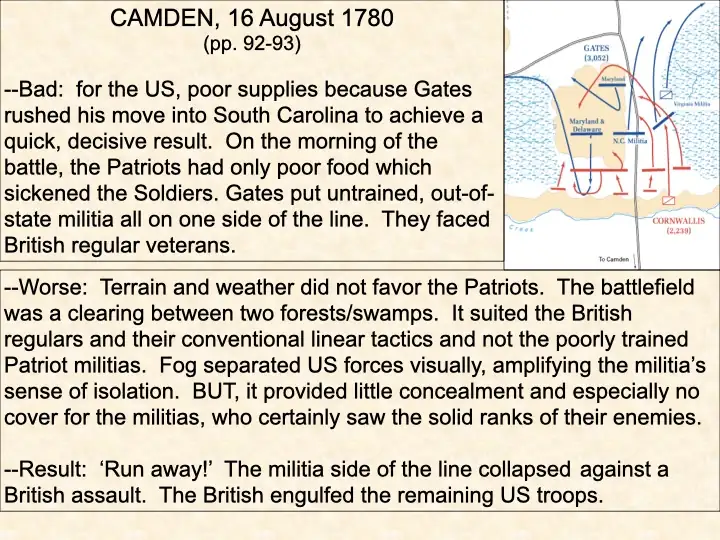 CAMDEN, 16 August 1780
(pp. 92-93)
--Bad:  for the US, poor supplies because Gates
rushed his move into South Carolina to achieve a
quick, decisive result.  On the morning of the
battle, the Patriots had only poor food which
sickened the Soldiers. Gates put untrained, out-of-
state militia all on one side of the line.  They faced
British regular veterans.
GATES
(3,052)
Maryland
Virginia Militia
Maryland &
Delaware
N.C. Militia
CORNWALLIS
(2,239)
Creek
To Camden
--Worse:  Terrain and weather did not favor the Patriots.  The battlefield
was a clearing between two forests/swamps.  It suited the British
regulars and their conventional linear tactics and not the poorly trained
Patriot militias.  Fog separated US forces visually, amplifying the militia’s
sense of isolation.  BUT, it provided little concealment and especially no
cover for the militias, who certainly saw the solid ranks of their enemies.
--Result:  ‘Run away!’  The militia side of the line collapsed against a
British assault.  The British engulfed the remaining US troops.